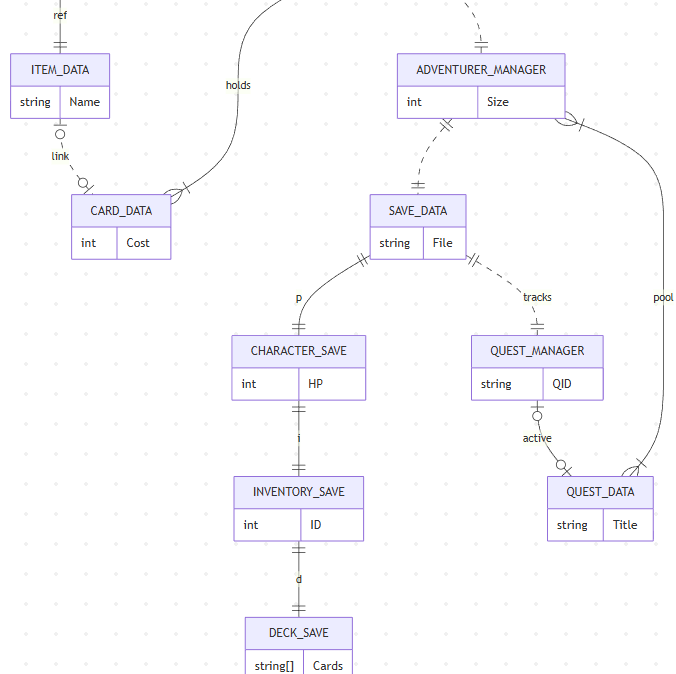 ref
ITEM_DATA
string Name
holds
ADVENTURER_MANAGER
int Size
link
CARD_DATA
int Cost
SAVE_DATA
string File
p
tracks
pool
CHARACTER_SAVE
int HP
QUEST_MANAGER
string QID
i
active
INVENTORY_SAVE
int ID
QUEST_DATA
string Title
d
DECK_SAVE
string[] Cards